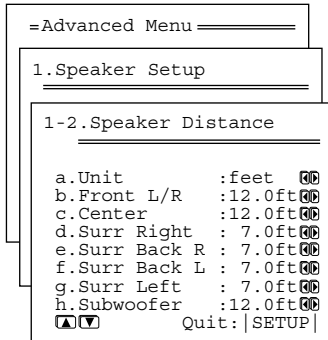 =Advanced Menu
1.Speaker Setup
1-2.Speaker Distance
a.Unit :feet
b.Front L/R :12.0ft
c.Center :12.0ft
d.Surr Right : 7.0ft
e.Surr Back R : 7.0ft
f.Surr Back L : 7.0ft
g.Surr Left : 7.0ft
h.Subwoofer :12.0ft
Quit:|SETUP|